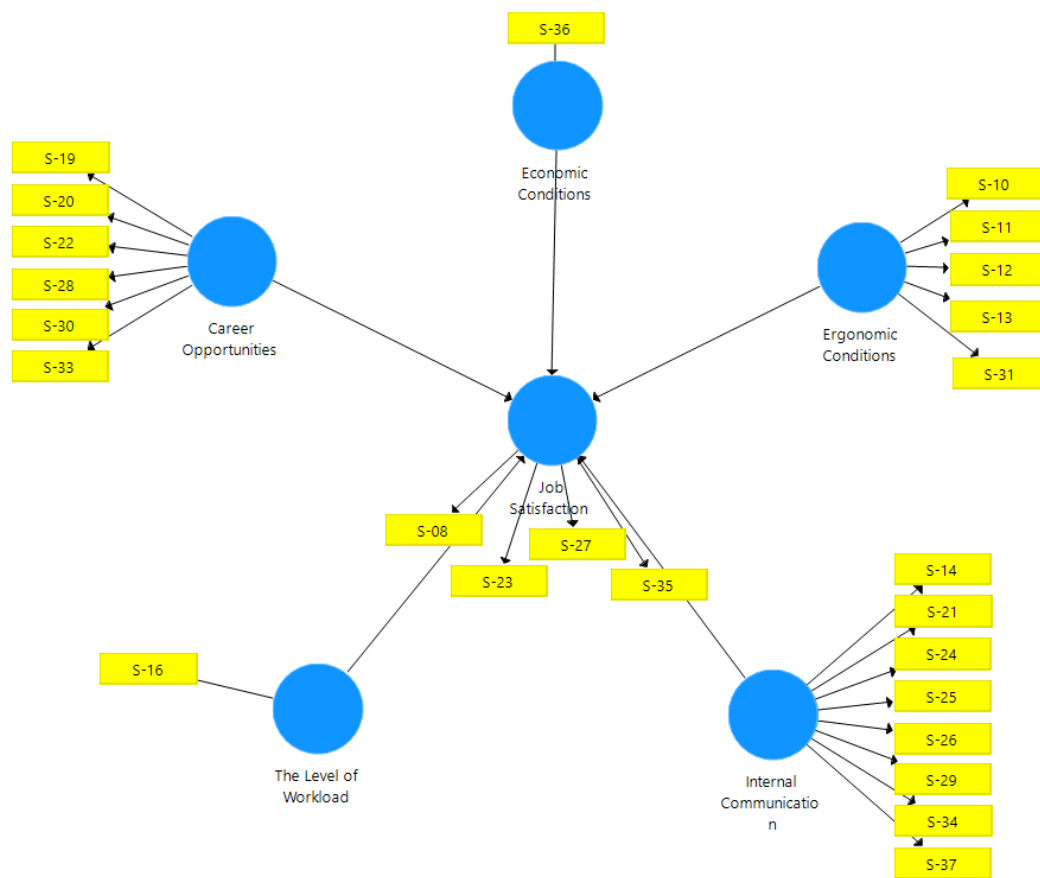 S-36
Economic
Conditions
S-19
S-20
S-22
S-28
S-30
S-33
Career
Opportunities
S-10
S-11
S-12
S-13
S-31
Ergonomic
Conditions
Job
Satisfaction
S-08
S-23
S-27
S-35
S-16
The Level of
Workload
S-14
S-21
S-24
S-25
S-26
S-29
S-34
S-37
Internal
Communicatio
n